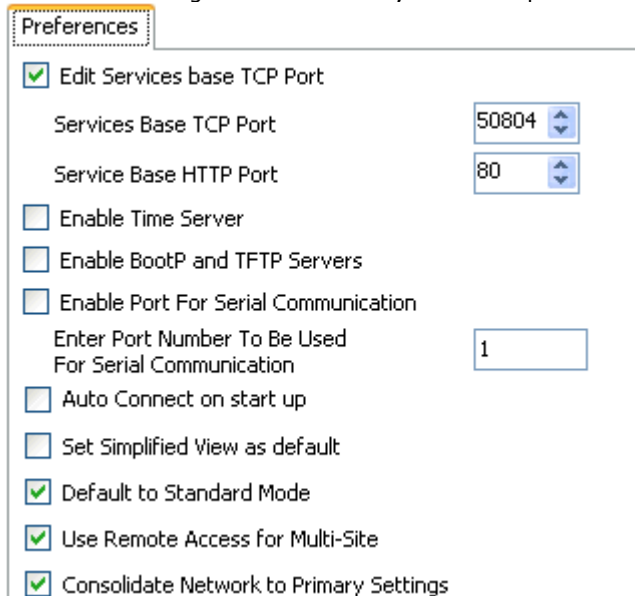 Preferences
Edit Services base TCP Port
Services Base TCP Port 50804
Service Base HTTP Port 80
Enable Time Server
Enable BootP and TFTP Servers
Enable Port For Serial Communication
Enter Port Number To Be Used
For Serial Communication 1
Auto Connect on start up
Set Simplified View as default
Default to Standard Mode
Use Remote Access for Multi-Site
Consolidate Network to Primary Settings